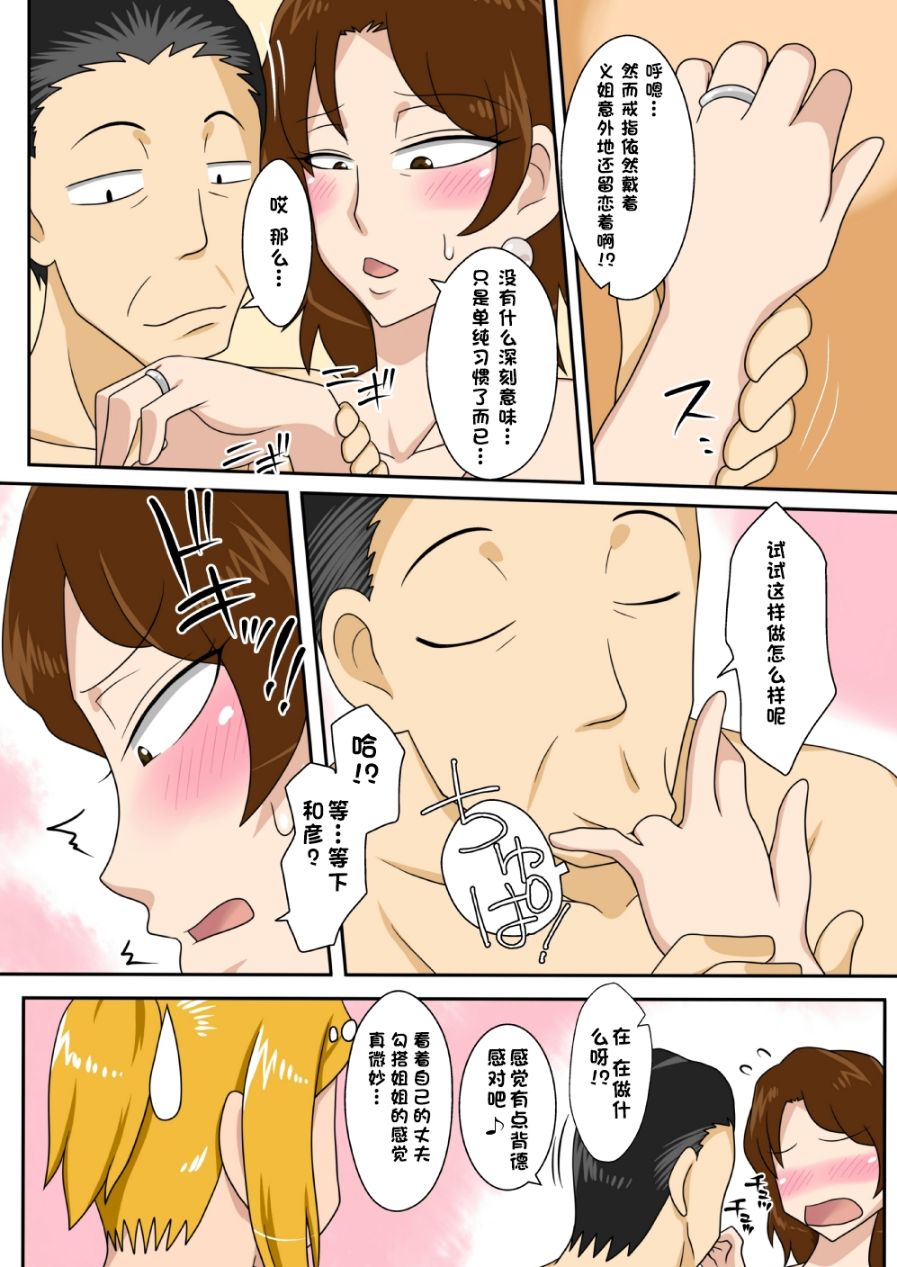 呼嗯…
然而戒指依然戴着
义姐意外地还留恋着啊!?
没有什么深刻意味…
只是单纯习惯了而已…
哎 那么…
ギュ
ギュ
スッ
试试这样做怎么样呢
ちゅ
ぱ!
哈!?
等…等下
和彦?
ドキッ!!
在 在做什
么呀!?
感觉有点背德
感对吧♪
看着自己的丈夫
勾搭姐姐的感觉
真微妙…